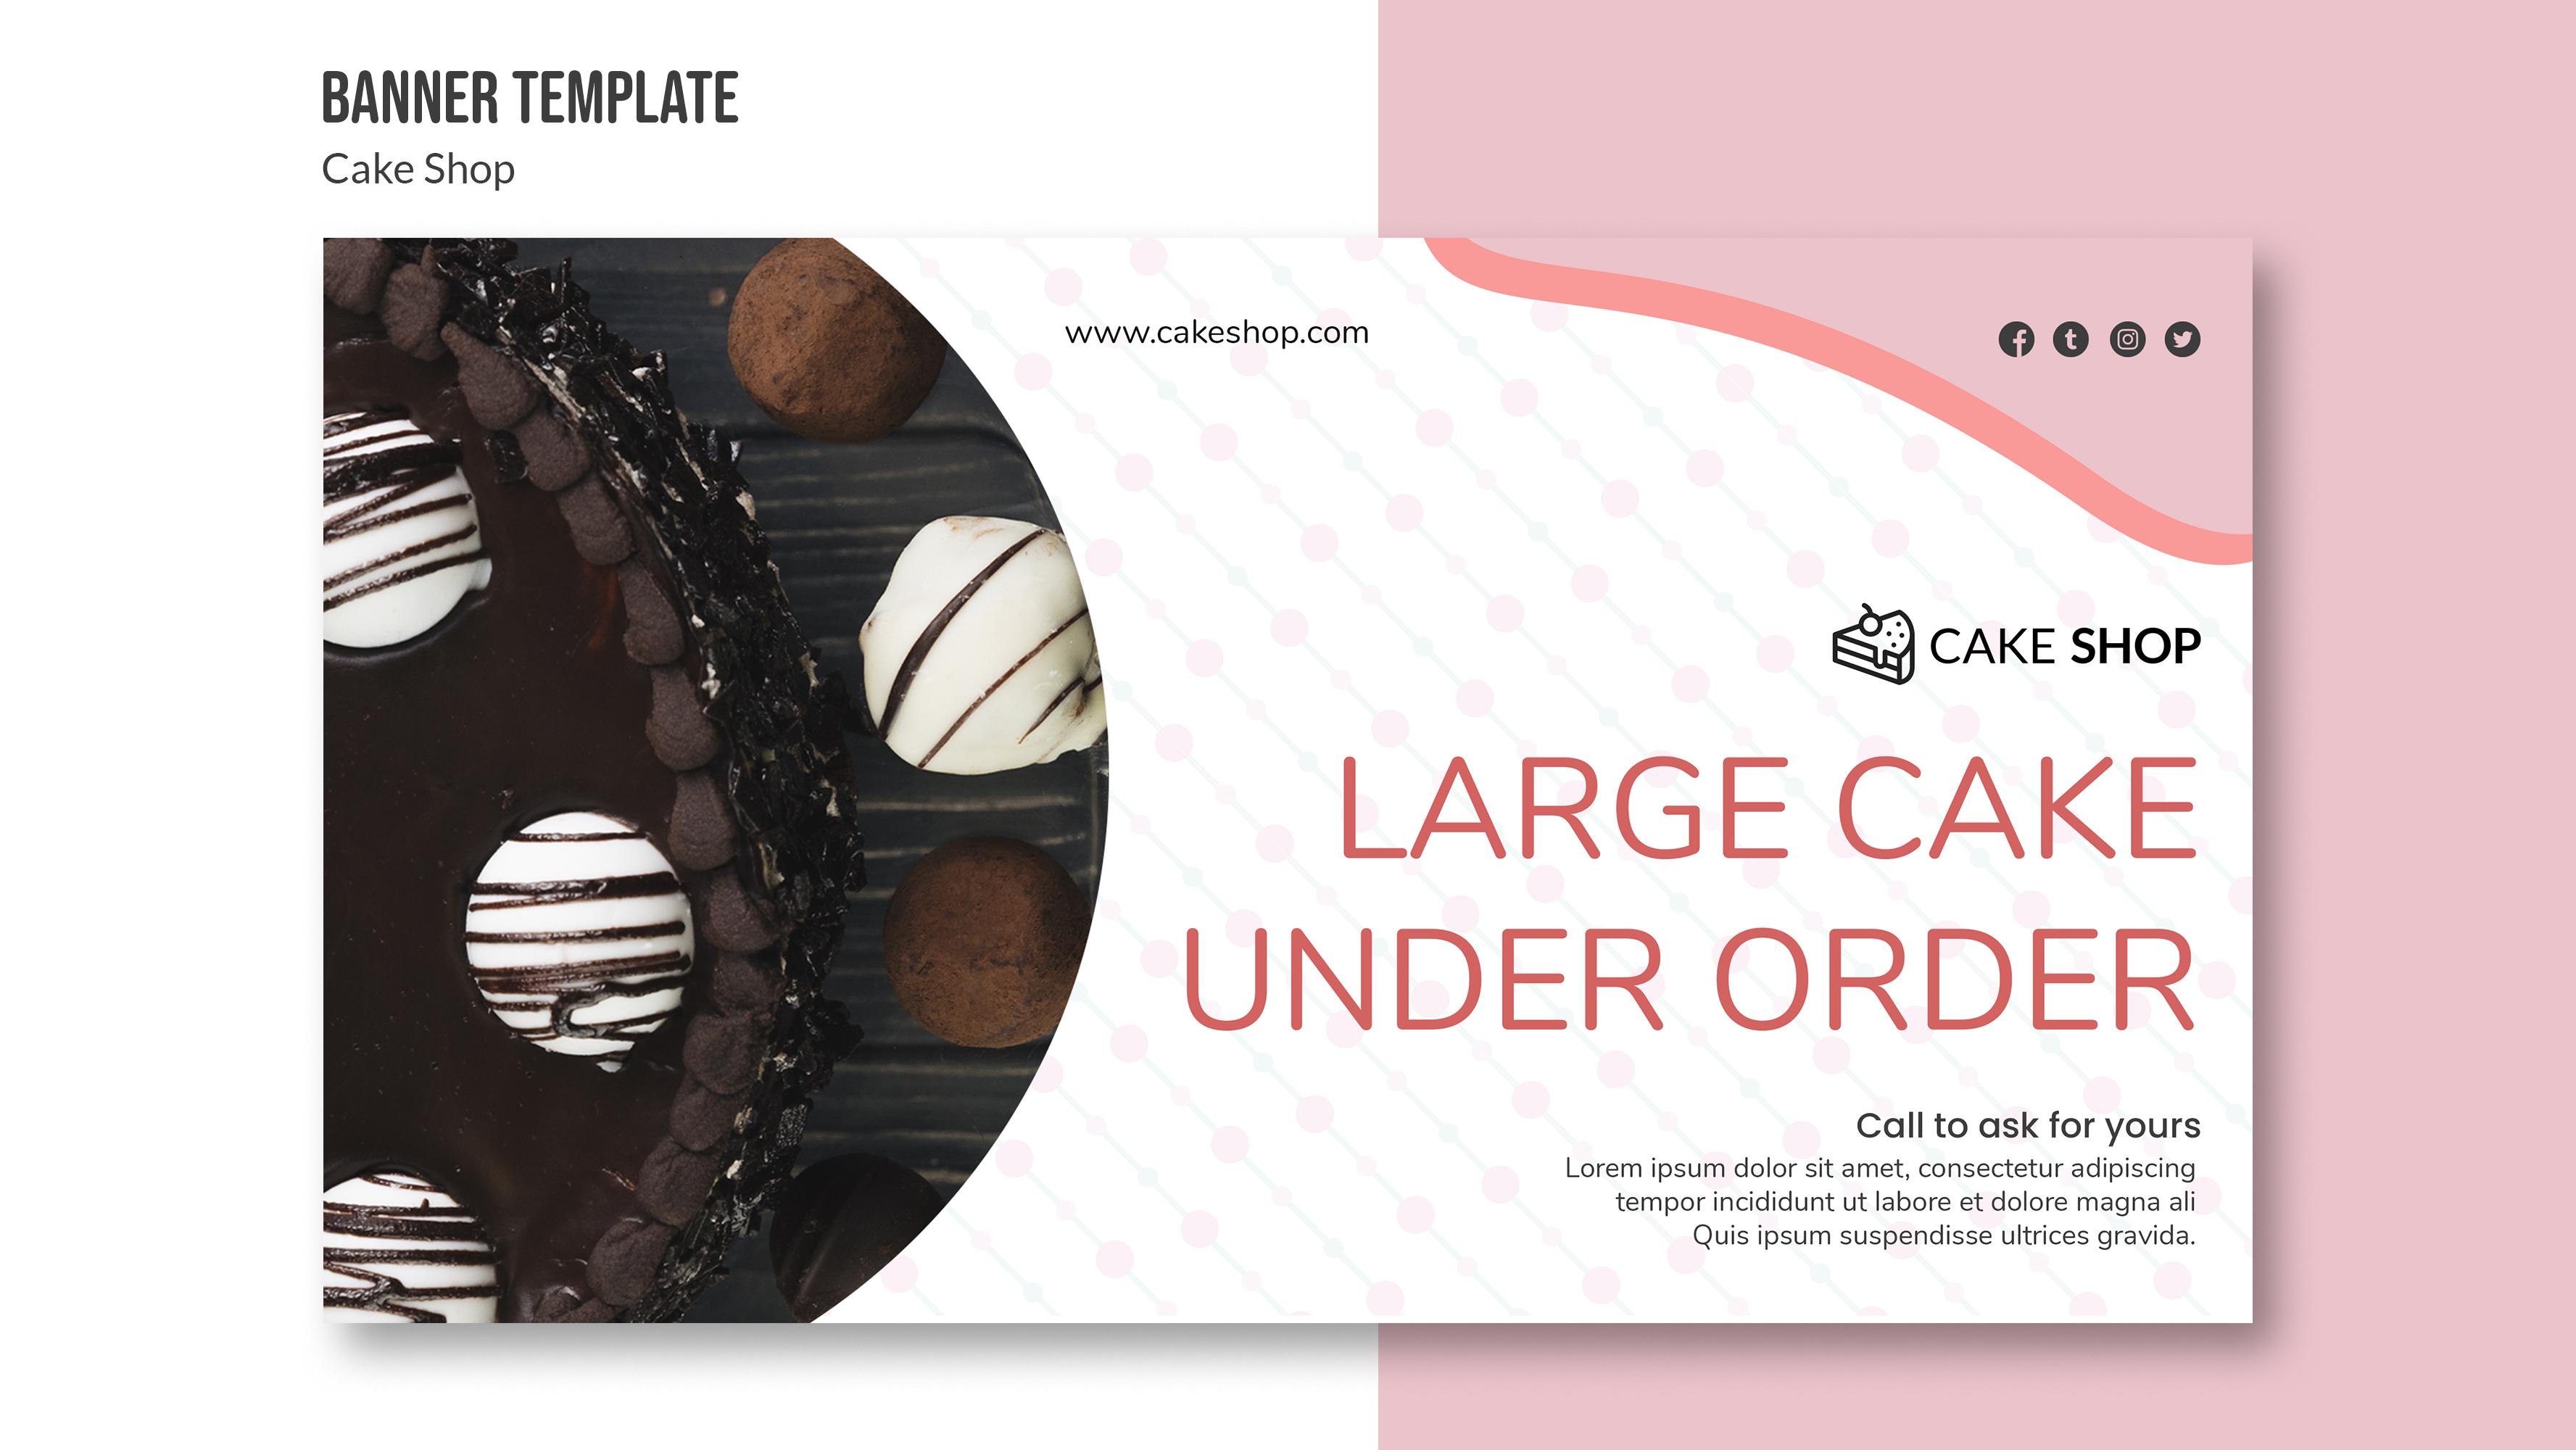 BANNER TEMPLATE
Cake Shop
www.cakeshop.com
CAKE SHOP
LARGE CAKE
UNDER ORDER
Call to ask for yours
Lorem ipsum dolor sit amet, consectetur adipiscing
tempor incididunt ut labore et dolore magna ali
Quis ipsum suspendisse ultrices gravida.